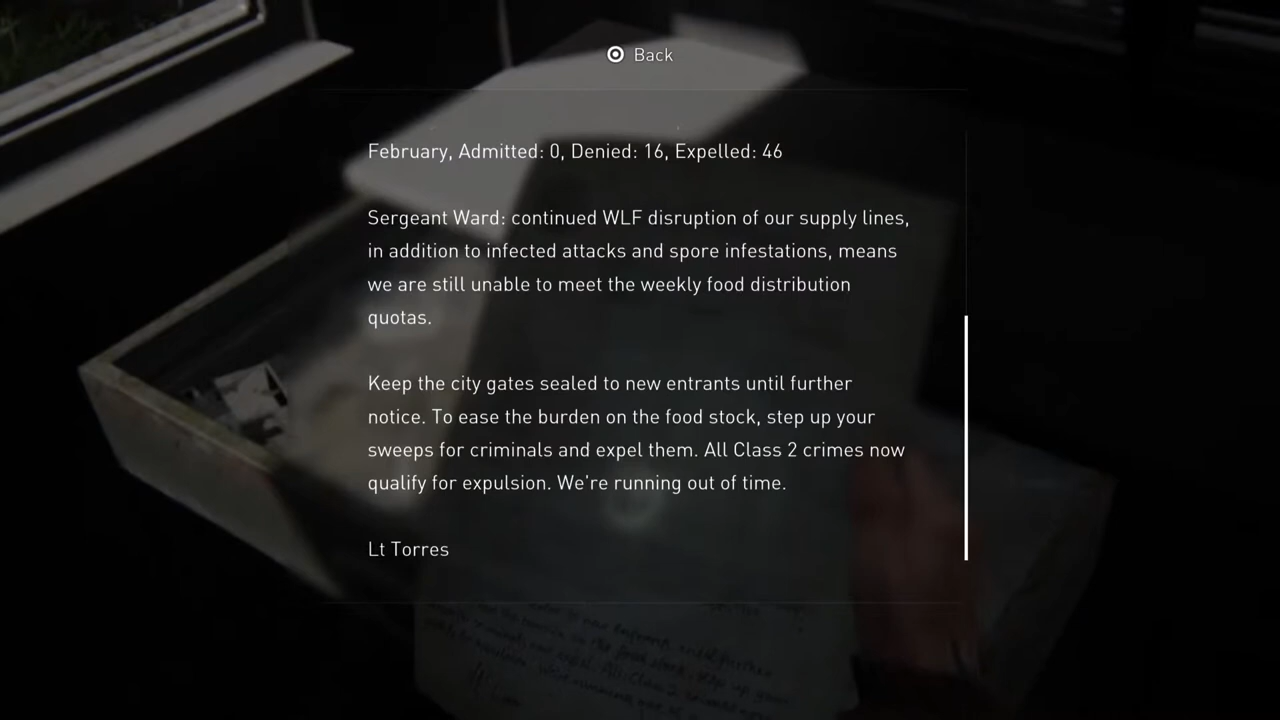 Back
February, Admitted: 0, Denied: 16, Expelled: 46
Sergeant Ward: continued WLF disruption of our supply lines,
in addition to infected attacks and spore infestations, means
we are still unable to meet the weekly food distribution
quotas.
Keep the city gates sealed to new entrants until further
notice. To ease the burden on the food stock, step up your
sweeps for criminals and expel them. All Class 2 crimes now
qualify for expulsion. We're running out of time.
Lt Torres